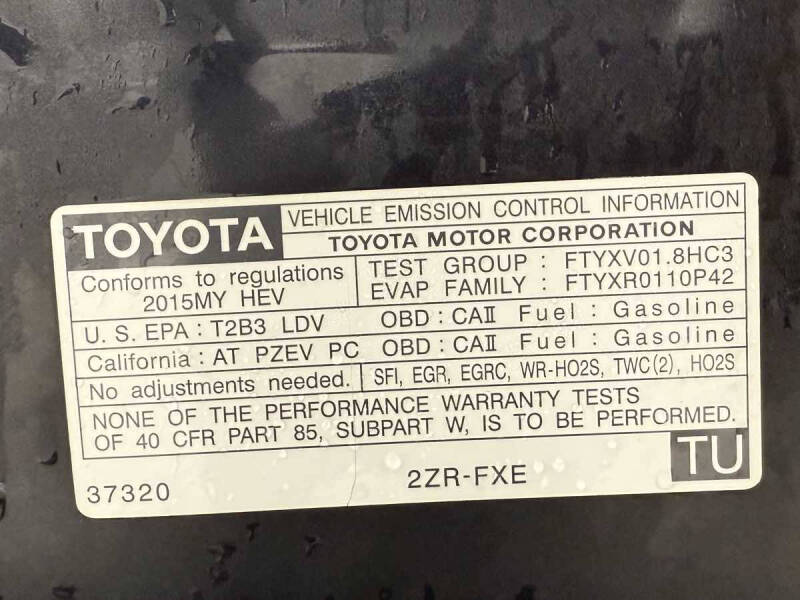 TOYOTA VEHICLE EMISSION CONTROL INFORMATION
TOYOTA MOTOR CORPORATION
Conforms to regulations TEST GROUP : FTYXV01.8HC3
2015MY HEV EVAP FAMILY : FTYXR0110P42
U.S. EPA : T2B3 LDV OBD : CAII Fuel : Gasoline
California : AT PZEV PC OBD : CAII Fuel : Gasoline
No adjustments needed. SFI, EGR, EGRC, WR-HO2S, TWC(2), HO2S
NONE OF THE PERFORMANCE WARRANTY TESTS
OF 40 CFR PART 85, SUBPART W, IS TO BE PERFORMED.
37320 2ZR-FXE TU